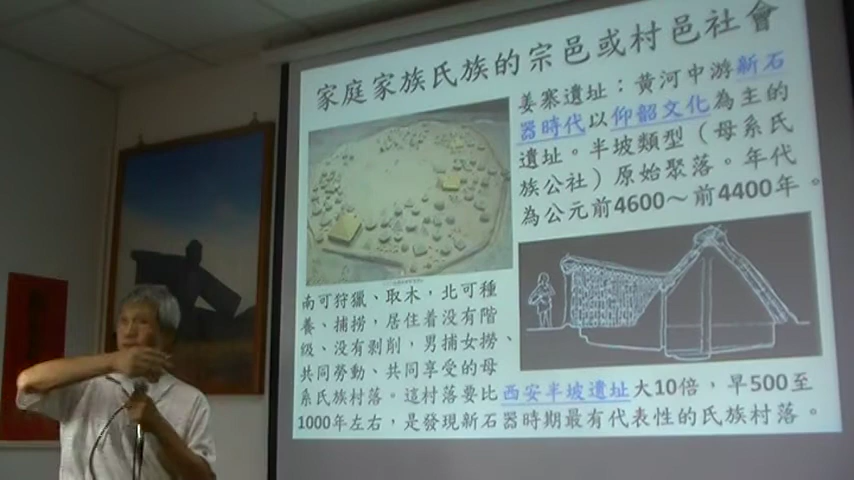 家庭家族氏族的宗邑或村邑社會
姜寨遺址：黄河中游新石
器時代以仰韶文化為主的
遺址。半坡類型（母系氏
族公社）原始聚落。年代
為公元前4600～前4400年。
南可狩獵、取木，北可種
養、捕撈，居住着没有階
級、没有剥削，男捕女撈、
共同勞動、共同享受的母
系氏族村落。這村落要比西安半坡遺址大10倍，早500至
1000年左右，是發現新石器時期最有代表性的氏族村落。